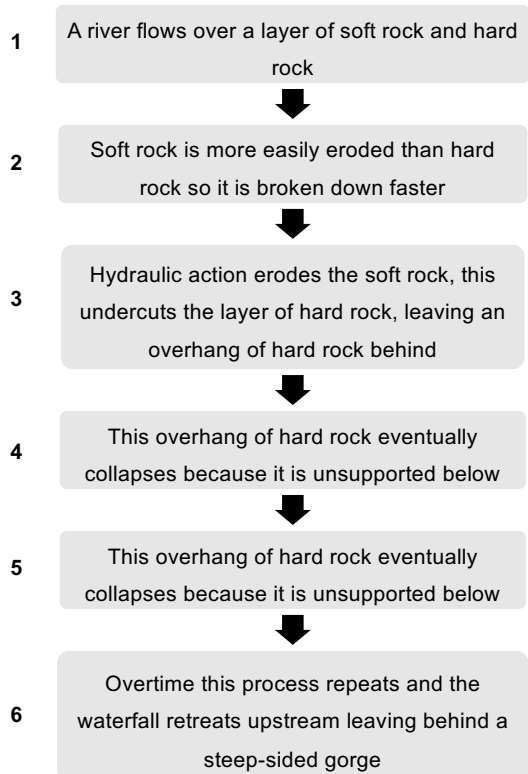 1
A river flows over a layer of soft rock and hard
rock
2
Soft rock is more easily eroded than hard
rock so it is broken down faster
3
Hydraulic action erodes the soft rock, this
undercuts the layer of hard rock, leaving an
overhang of hard rock behind
4
This overhang of hard rock eventually
collapses because it is unsupported below
5
This overhang of hard rock eventually
collapses because it is unsupported below
6
Overtime this process repeats and the
waterfall retreats upstream leaving behind a
steep-sided gorge